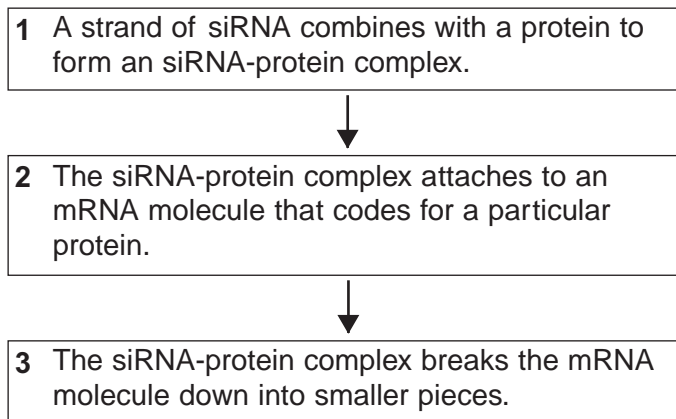 1 A strand of siRNA combines with a protein to
form an siRNA-protein complex.
2 The siRNA-protein complex attaches to an
mRNA molecule that codes for a particular
protein.
3 The siRNA-protein complex breaks the mRNA
molecule down into smaller pieces.